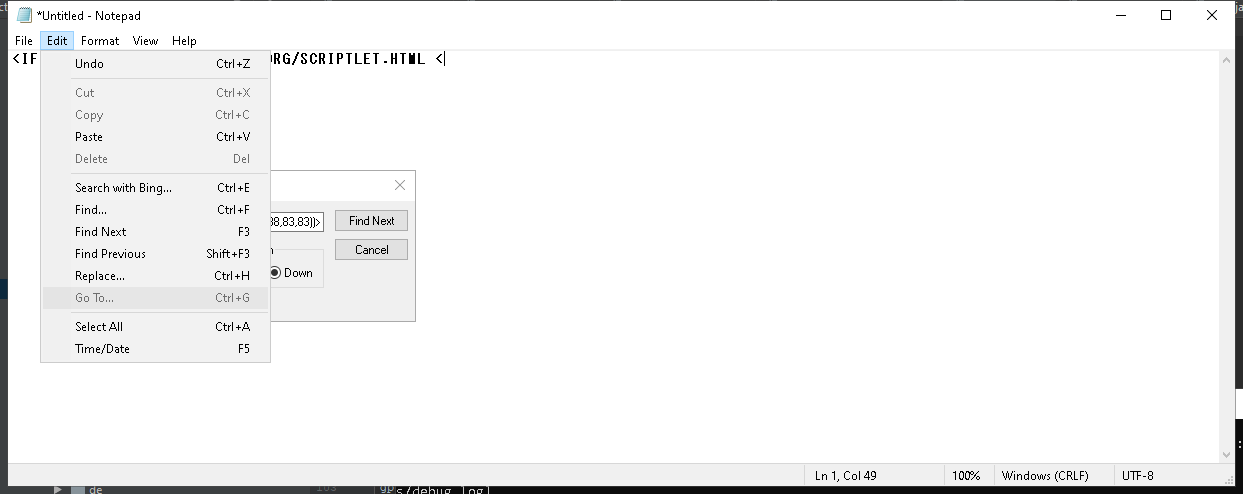 *Untitled - Notepad
File Edit Format View Help
<IF
RG/SCRIPTLET.HTML <
Undo Ctrl+Z
Cut Ctrl+X
Copy Ctrl+C
Paste Ctrl+V
Delete Del
Search with Bing... Ctrl+E
Find... Ctrl+F
Find Next F3
Find Previous Shift+F3
Replace... Ctrl+H
Go To... Ctrl+G
Select All Ctrl+A
Time/Date F5
88,83,83))> Find Next
Cancel
Down
Ln 1, Col 49 100% Windows (CRLF) UTF-8
de
s/debug.log